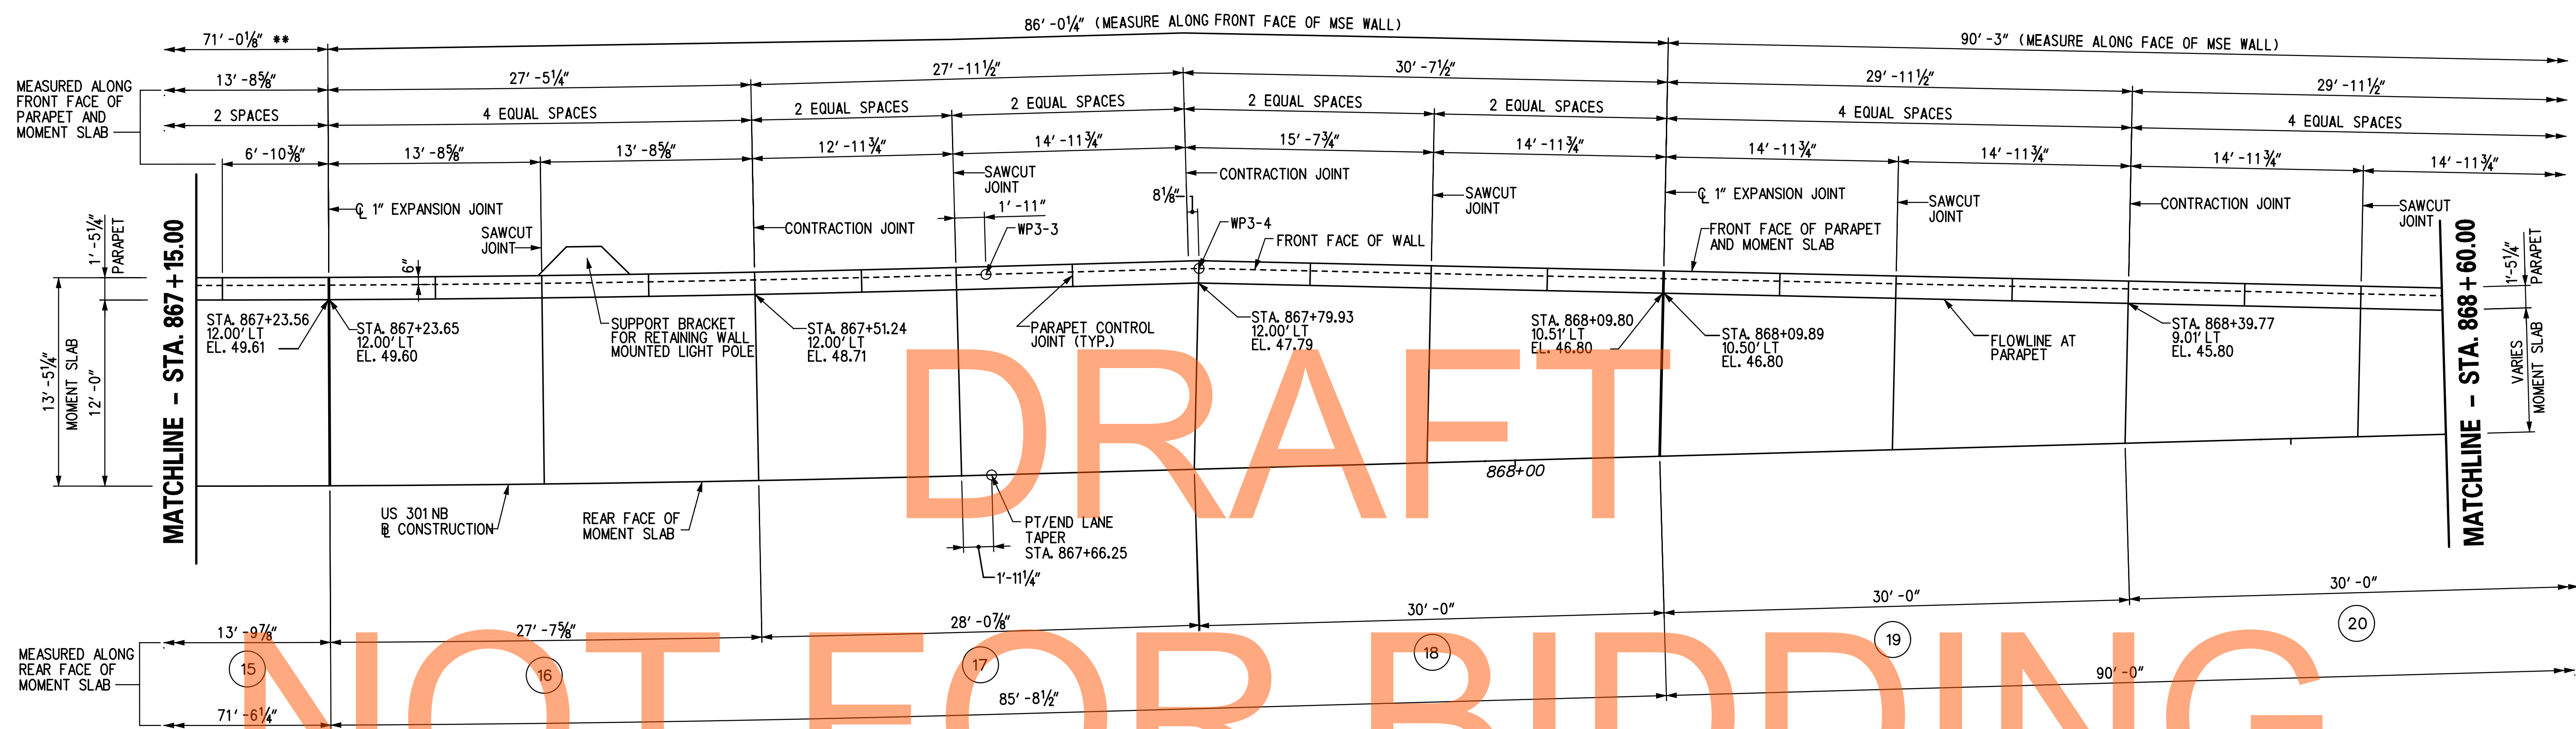 86'-0¼" (MEASURE ALONG FRONT FACE OF MSE WALL)
71'-0⅛" **
90'-3" (MEASURE ALONG FACE OF MSE WALL)
MEASURED ALONG
FRONT FACE OF
PARAPET AND
MOMENT SLAB
13'-8⅝"
27'-5¼"
27'-11½"
30'-7½"
29'-11½"
29'-11½"
2 SPACES
4 EQUAL SPACES
2 EQUAL SPACES
2 EQUAL SPACES
2 EQUAL SPACES
2 EQUAL SPACES
4 EQUAL SPACES
4 EQUAL SPACES
6'-10⅜"
13'-8⅝"
13'-8⅝"
12'-11¾"
14'-11¾"
15'-7¾"
14'-11¾"
14'-11¾"
14'-11¾"
14'-11¾"
14'-11¾"
1'-5¼"
PARAPET
MATCHLINE - STA. 867+15.00
℄ 1" EXPANSION JOINT
SAWCUT
JOINT
CONTRACTION JOINT
SAWCUT
JOINT
1'-11"
WP3-3
CONTRACTION JOINT
8⅛"
WP3-4
FRONT FACE OF WALL
SAWCUT
JOINT
℄ 1" EXPANSION JOINT
FRONT FACE OF PARAPET
AND MOMENT SLAB
SAWCUT
JOINT
CONTRACTION JOINT
SAWCUT
JOINT
MATCHLINE - STA. 868+60.00
1'-5¼"
PARAPET
6"
13'-5¼"
MOMENT SLAB
12'-0"
STA. 867+23.56
12.00' LT
EL. 49.61
STA. 867+23.65
12.00' LT
EL. 49.60
SUPPORT BRACKET
FOR RETAINING WALL
MOUNTED LIGHT POLE
STA. 867+51.24
12.00' LT
EL. 48.71
PARAPET CONTROL
JOINT (TYP.)
STA. 867+79.93
12.00' LT
EL. 47.79
STA. 868+09.80
10.51' LT
EL. 46.80
STA. 868+09.89
10.50' LT
EL. 46.80
FLOWLINE AT
PARAPET
STA. 868+39.77
9.01' LT
EL. 45.80
VARIES
MOMENT SLAB
DRAFT
868+00
US 301 NB
℄ CONSTRUCTION
REAR FACE OF
MOMENT SLAB
PT/END LANE
TAPER
STA. 867+66.25
1'-11¼"
MEASURED ALONG
REAR FACE OF
MOMENT SLAB
13'-9⅞"
27'-7⅝"
28'-0⅞"
30'-0"
30'-0"
30'-0"
15
16
17
18
19
20
NOT FOR BIDDING
71'-6¼"
85'-8½"
90'-0"